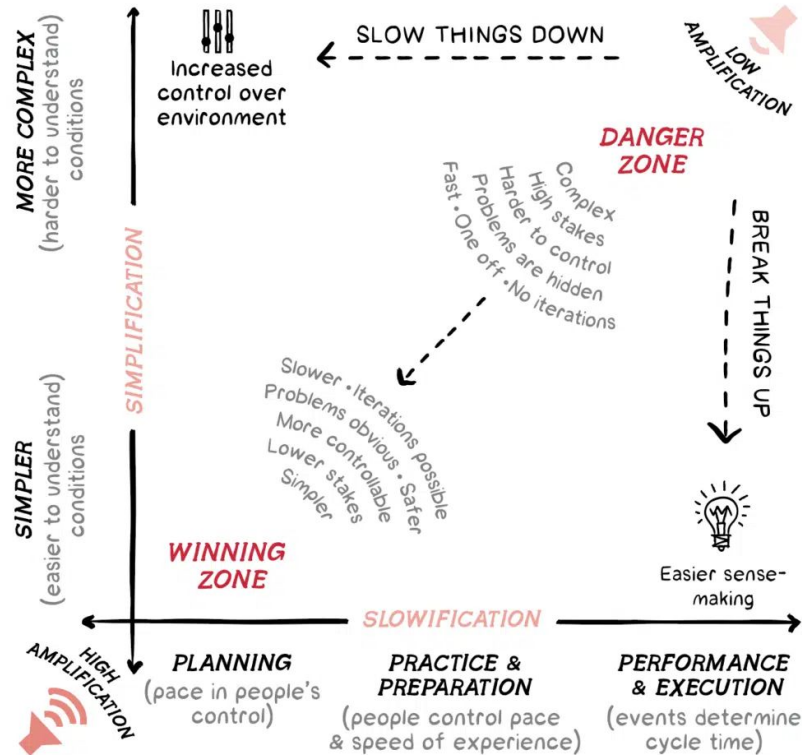 SLOW THINGS DOWN
LOW
AMPLIFICATION
Increased
control over
environment
MORE COMPLEX
(harder to understand)
conditions
DANGER
ZONE
Complex
High stakes
Harder to control
Problems are hidden
Fast • One off • No iterations
BREAK THINGS UP
SIMPLIFICATION
Slower • Iterations possible
Problems obvious • Safer
More controllable
Lower stakes
Simpler
SIMPLER
(easier to understand)
conditions
WINNING
ZONE
Easier sense-
making
SLOWIFICATION
HIGH
AMPLIFICATION
PLANNING
(pace in people's
control)
PRACTICE &
PREPARATION
(people control pace
& speed of experience)
PERFORMANCE
& EXECUTION
(events determine
cycle time)